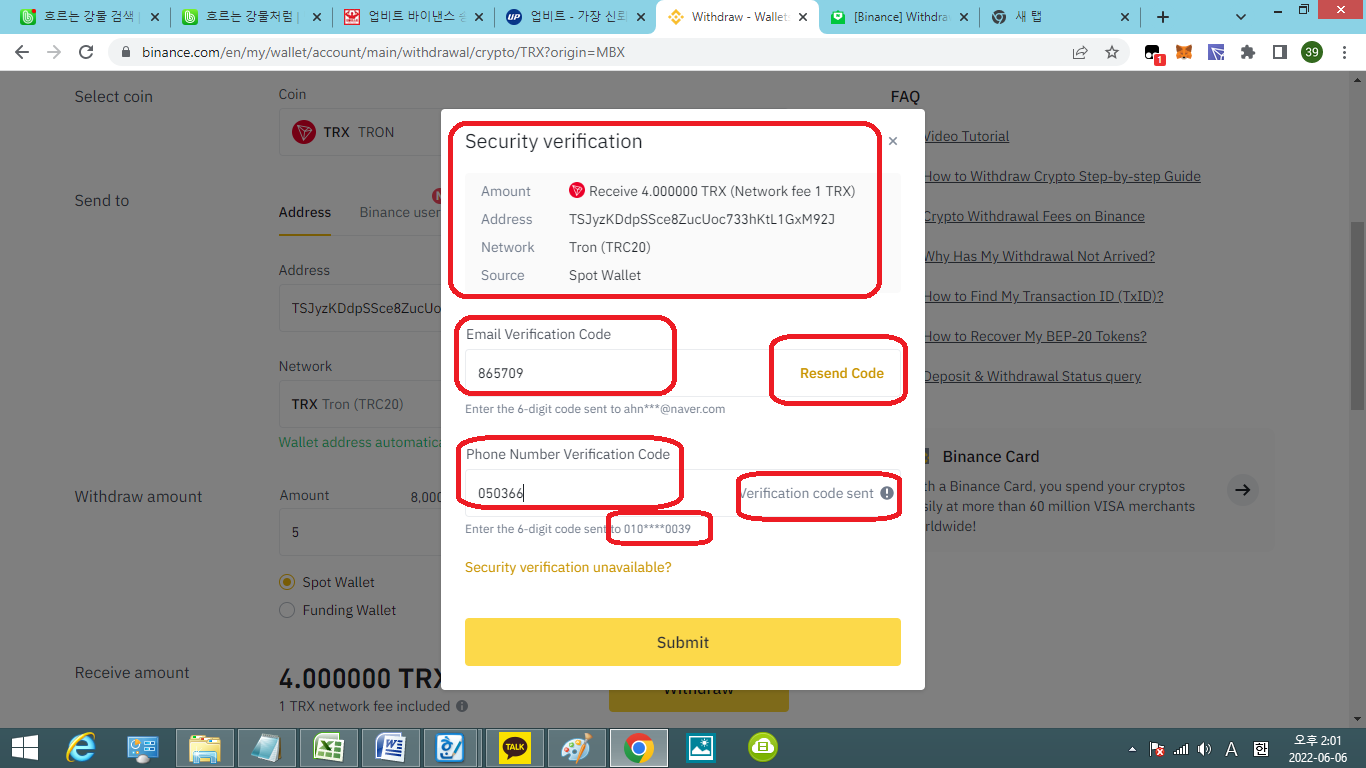 흐르는 강물 검색
흐르는 강물처럼
업비트 바이낸스
업비트 - 가장 신뢰
Withdraw - Wallet
[Binance] Withdra
새 탭
binance.com/en/my/wallet/account/main/withdrawal/crypto/TRX?origin=MBX
1
39
Select coin
Coin
TRX TRON
Send to
Address
Binance user
Address
TSJyzKDdpSSce8ZucUo
Network
TRX Tron (TRC20)
Wallet address automatica
Withdraw amount
Amount
8,000
5
Spot Wallet
Funding Wallet
Receive amount
4.000000 TRX
1 TRX network fee included
Withdraw
Security verification
Amount Receive 4.000000 TRX (Network fee 1 TRX)
Address TSJyzKDdpSSce8ZucUoc733hKtL1GxM92J
Network Tron (TRC20)
Source Spot Wallet
Email Verification Code
865709
Resend Code
Enter the 6-digit code sent to ahn***@naver.com
Phone Number Verification Code
050366
Verification code sent
Enter the 6-digit code sent to 010****0039
Security verification unavailable?
Submit
FAQ
Video Tutorial
How to Withdraw Crypto Step-by-step Guide
Crypto Withdrawal Fees on Binance
Why Has My Withdrawal Not Arrived?
How to Find My Transaction ID (TxID)?
How to Recover My BEP-20 Tokens?
Deposit & Withdrawal Status query
Binance Card
th a Binance Card, you spend your cryptos
sily at more than 60 million VISA merchants
rldwide!
TALK
A
한
오후 2:01
2022-06-06